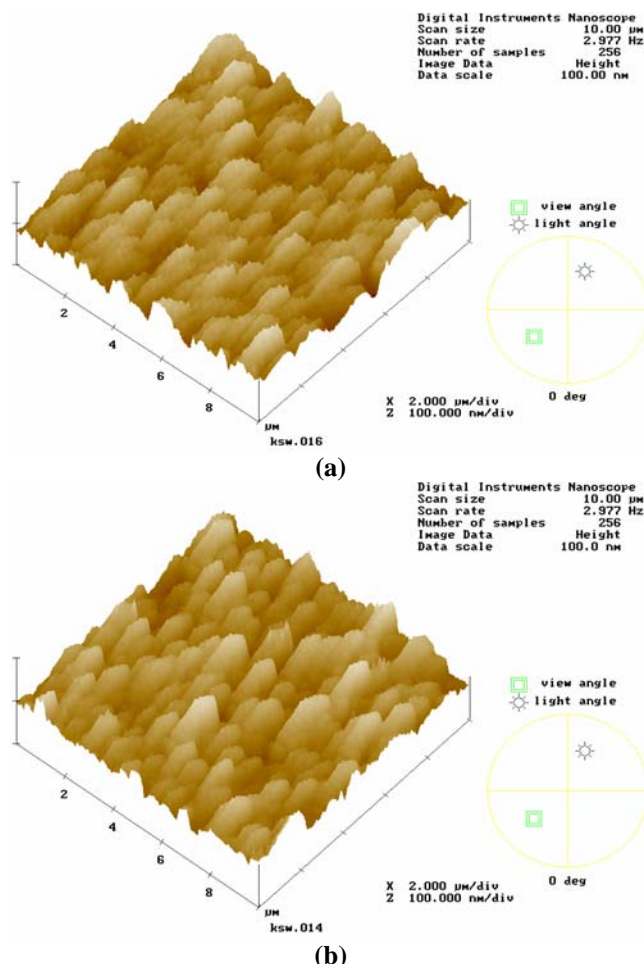 Digital Instruments Nanoscope
Scan size 10.00 µm
Scan rate 2.977 Hz
Number of samples 256
Image Data Height
Data scale 100.00 nm
view angle
light angle
2
4
6
8
µm
X 2.000 µm/div
Z 100.000 nm/div
0 deg
ksw.016
(a)
Digital Instruments Nanoscope
Scan size 10.00 µm
Scan rate 2.977 Hz
Number of samples 256
Image Data Height
Data scale 100.0 nm
view angle
light angle
2
4
6
8
µm
X 2.000 µm/div
Z 100.000 nm/div
0 deg
ksw.014
(b)